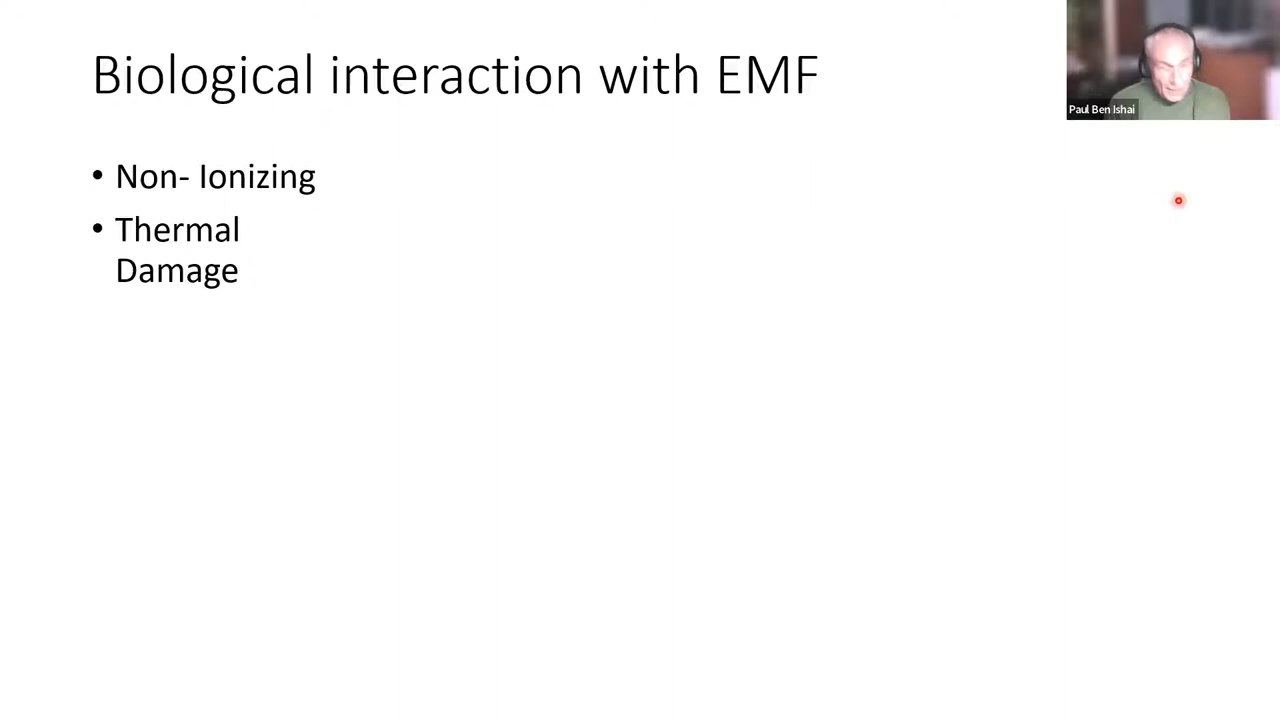 Biological interaction with EMF
Paul Ben Ishai
• Non- Ionizing
• Thermal
Damage